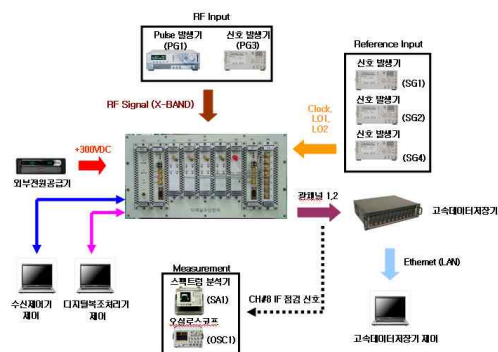 RF Input
Pulse 발생기
(PG1)
신호 발생기
(PG3)
Reference Input
신호 발생기
(SG1)
신호 발생기
(SG2)
신호 발생기
(SG4)
RF Signal (X-BAND)
Clock,
LO1,
LO2
+300VDC
외부전원공급기
광채널 1,2
고속데이터저장기
Ethernet (LAN)
고속데이터저장기 제어
수신제어기
제어
디지털복조처리기
제어
Measurement
스펙트럼 분석기
(SA1)
오실로스코프
(OSC1)
CH#8 IF 점검 신호